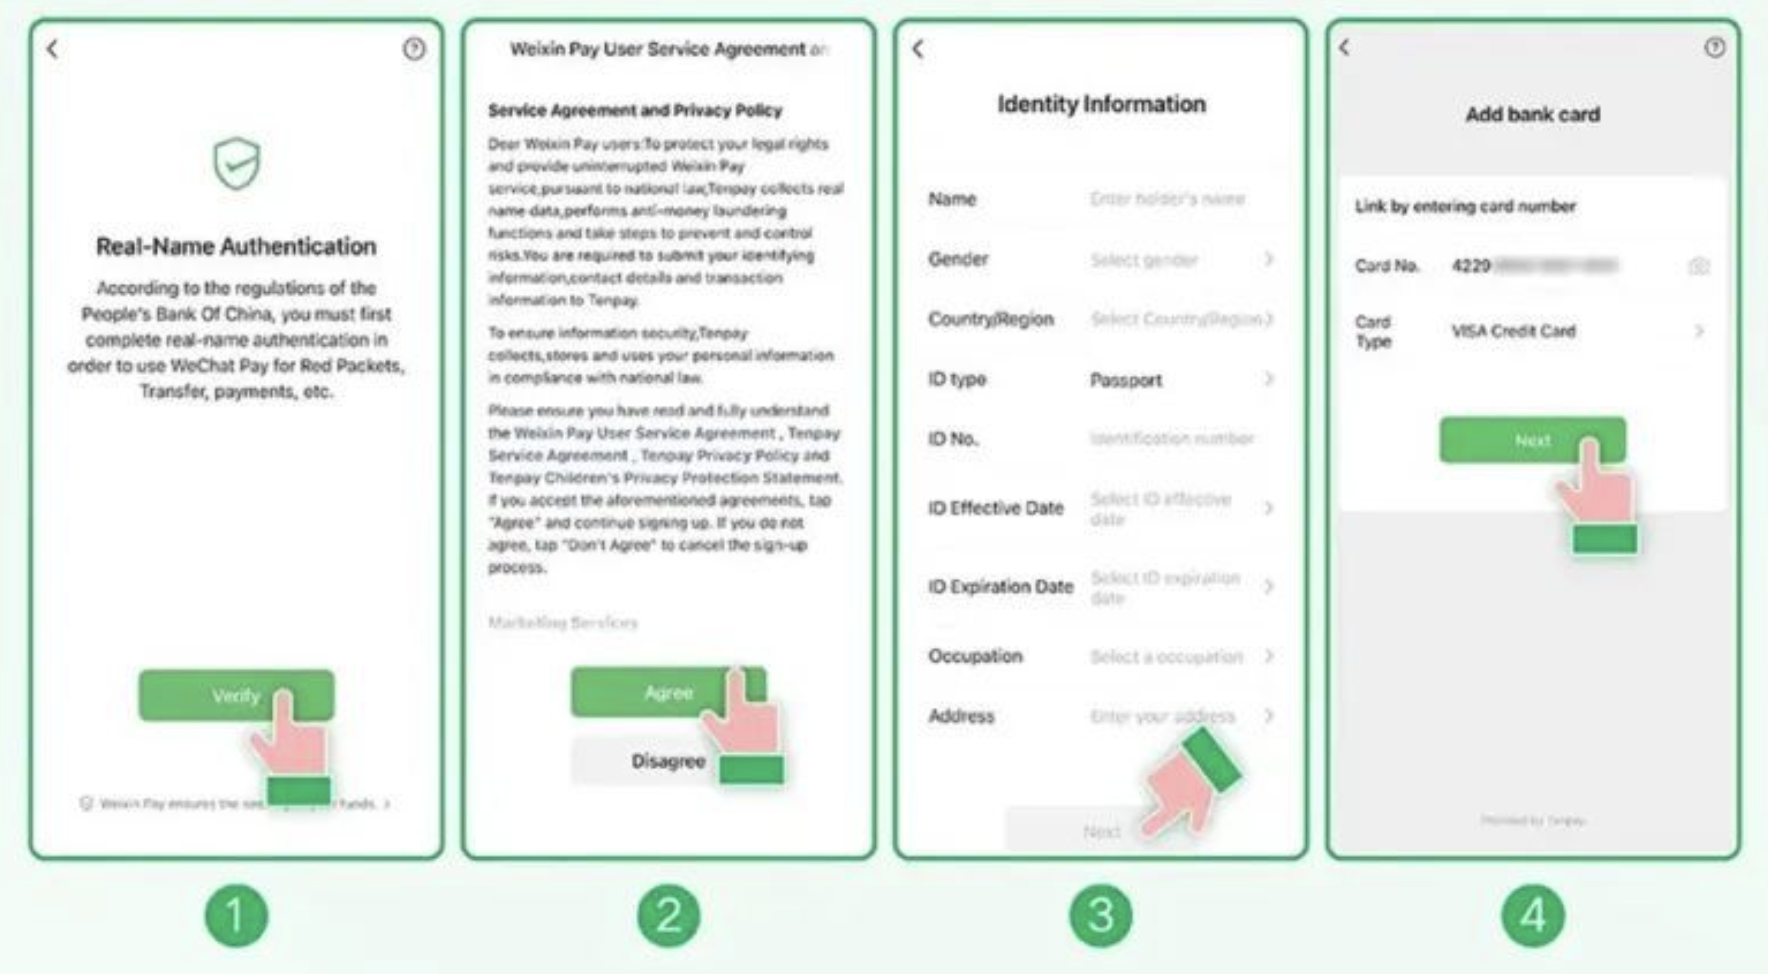 Real-Name Authentication
According to the regulations of the
People's Bank Of China, you must first
complete real-name authentication in
order to use WeChat Pay for Red Packets,
Transfer, payments, etc.
Verify
Weixin Pay ensures the funds. >
1
Weixin Pay User Service Agreement an
Service Agreement and Privacy Policy
Dear Weixin Pay users:To protect your legal rights
and provide uninterrupted Weixin Pay
service,pursuant to national law,Tenpay collects real
name data,performs anti-money laundering
functions and take steps to prevent and control
risks.You are required to submit your identifying
information,contact details and transaction
information to Tenpay.
To ensure information security,Tenpay
collects,stores and uses your personal information
in compliance with national law.
Please ensure you have read and fully understand
the Weixin Pay User Service Agreement , Tenpay
Service Agreement , Tenpay Privacy Policy and
Tenpay Children's Privacy Protection Statement.
If you accept the aforementioned agreements, tap
"Agree" and continue signing up. If you do not
agree, tap "Don't Agree" to cancel the sign-up
process.
Marketing Services
Agree
Disagree
2
Identity Information
Name Enter holder's name
Gender Select gender >
Country/Region Select Country/Region >
ID type Passport >
ID No. Identification number
ID Effective Date Select ID effective
date >
ID Expiration Date Select ID expiration
date >
Occupation Select a occupation >
Address Enter your address >
Next
3
Add bank card
Link by entering card number
Card No. 4229
Card
Type VISA Credit Card >
Next
Provided by Tenpay
4